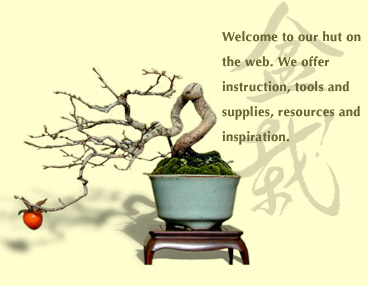 Welcome to our hut on
the web. We offer
instruction, tools and
supplies, resources and
inspiration.
盆栽